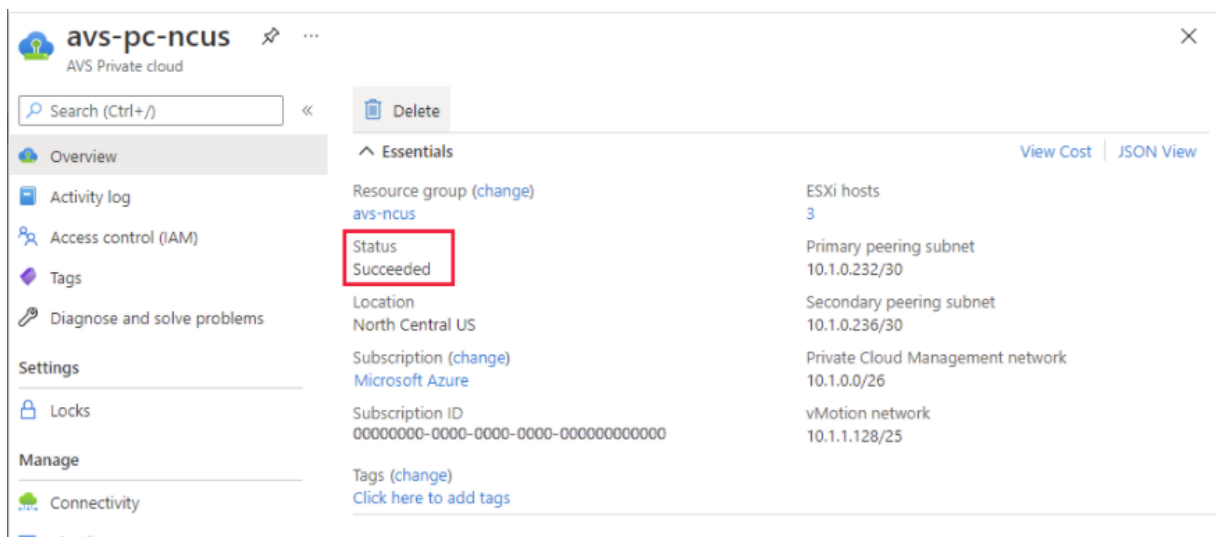 avs-pc-ncus
AVS Private cloud
Search (Ctrl+/)
Overview
Activity log
Access control (IAM)
Tags
Diagnose and solve problems
Settings
Locks
Manage
Connectivity
Delete
Essentials
View Cost
JSON View
Resource group (change)
avs-ncus
Status
Succeeded
Location
North Central US
Subscription (change)
Microsoft Azure
Subscription ID
00000000-0000-0000-0000-000000000000
Tags (change)
Click here to add tags
ESXi hosts
3
Primary peering subnet
10.1.0.232/30
Secondary peering subnet
10.1.0.236/30
Private Cloud Management network
10.1.0.0/26
vMotion network
10.1.1.128/25